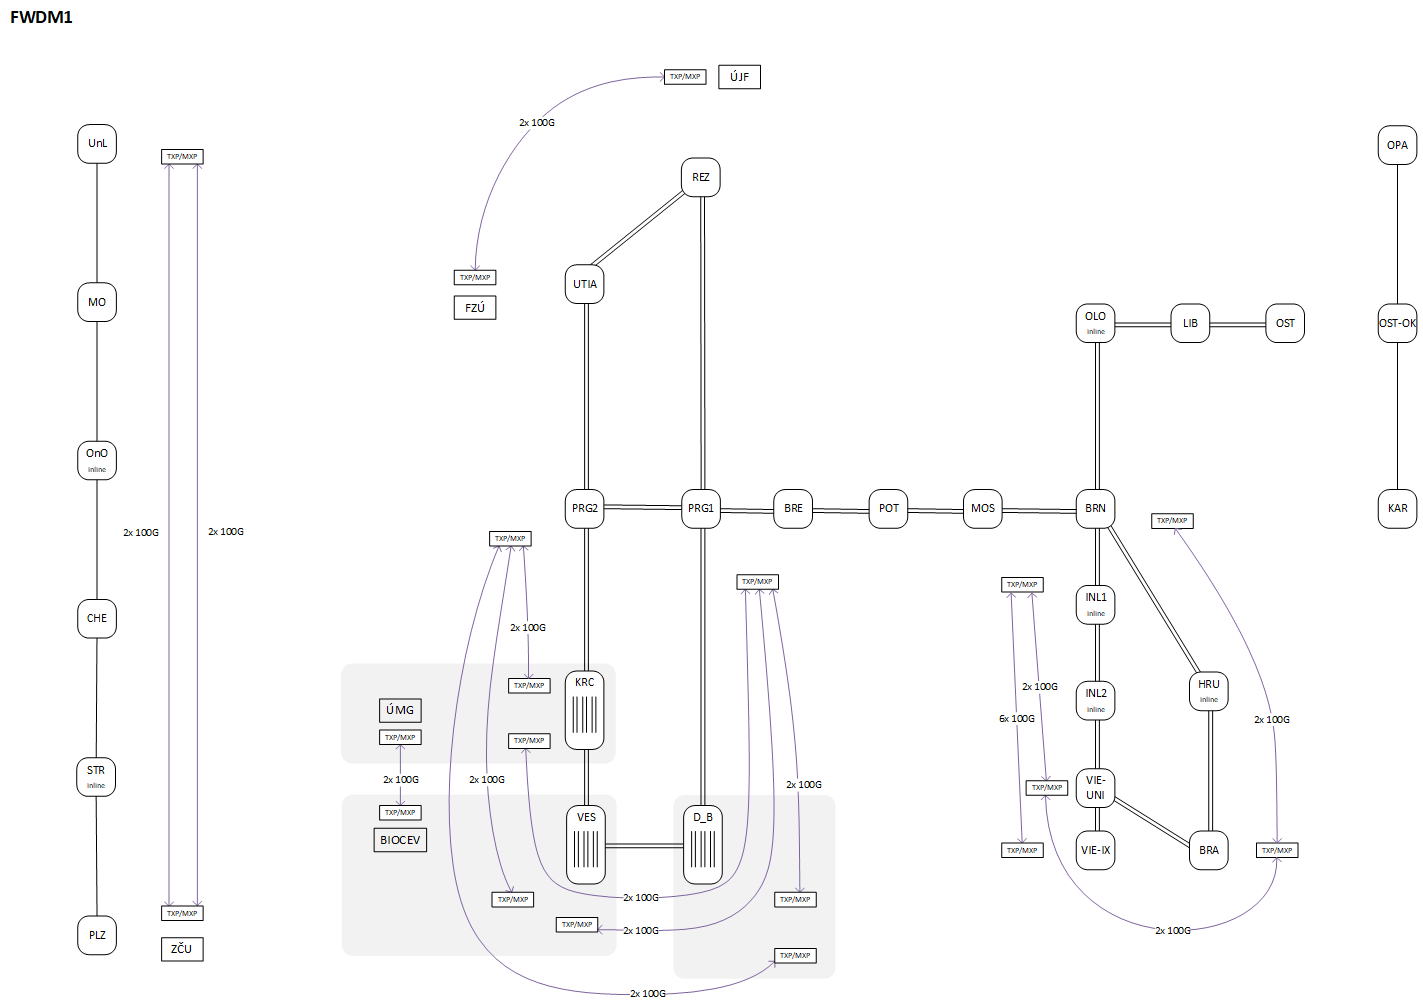 FWDM1
TXP/MXP
ÚJF
2x 100G
UnL
TXP/MXP
OPA
REZ
TXP/MXP
FZÚ
UTIA
MO
OLO
inline
LIB
OST
OST-OK
OnO
inline
PRG2
PRG1
BRE
POT
MOS
BRN
KAR
TXP/MXP
2x 100G
2x 100G
TXP/MXP
TXP/MXP
TXP/MXP
INL1
inline
CHE
2x 100G
KRC
TXP/MXP
2x 100G
INL2
inline
HRU
inline
ÚMG
6x 100G
2x 100G
TXP/MXP
TXP/MXP
STR
inline
2x 100G
2x 100G
2x 100G
VIE-
UNI
TXP/MXP
TXP/MXP
VES
D_B
BIOCEV
TXP/MXP
VIE-IX
BRA
TXP/MXP
TXP/MXP
2x 100G
TXP/MXP
TXP/MXP
TXP/MXP
2x 100G
2x 100G
PLZ
ZČU
TXP/MXP
2x 100G